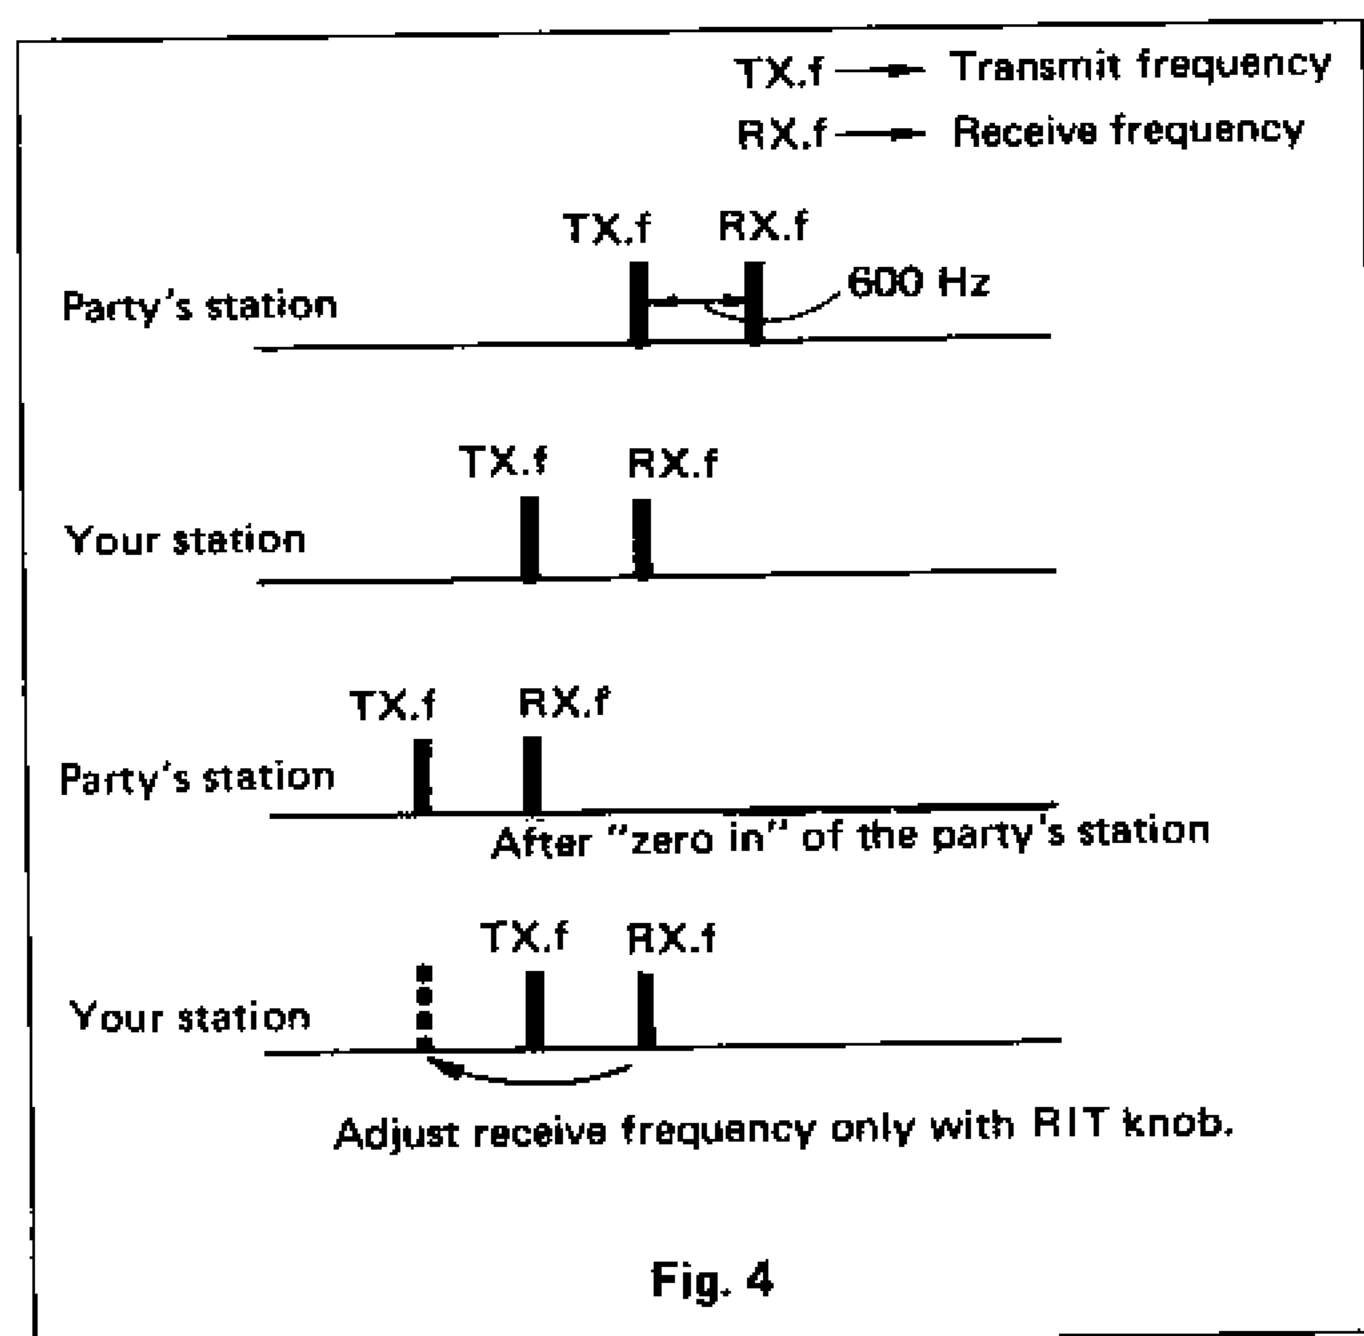 TX.f → Transmit frequency
RX.f → Receive frequency
TX.f RX.f
600 Hz
Party's station
TX.f RX.f
Your station
TX.f RX.f
Party's station
After "zero in" of the party's station
TX.f RX.f
Your station
Adjust receive frequency only with RIT knob.
Fig. 4